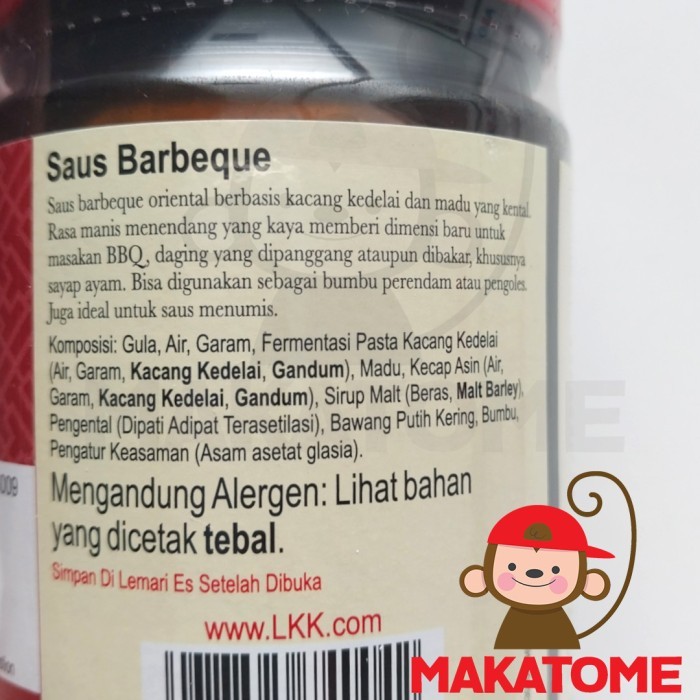 Saus Barbeque
Saus barbeque oriental berbasis kacang kedelai dan madu yang kental.
Rasa manis menendang yang kaya memberi dimensi baru untuk
masakan BBQ, daging yang dipanggang ataupun dibakar, khususnya
sayap ayam. Bisa digunakan sebagai bumbu perendam atau pengoles.
Juga ideal untuk saus menumis.
Komposisi: Gula, Air, Garam, Fermentasi Pasta Kacang Kedelai
(Air, Garam, Kacang Kedelai, Gandum), Madu, Kecap Asin (Air,
Garam, Kacang Kedelai, Gandum), Sirup Malt (Beras, Malt Barley),
Pengental (Dipati Adipat Terasetilasi), Bawang Putih Kering, Bumbu,
Pengatur Keasaman (Asam asetat glasia).
Mengandung Alergen: Lihat bahan
yang dicetak tebal.
Simpan Di Lemari Es Setelah Dibuka
www.LKK.com
MAKATOME
MAKATOME